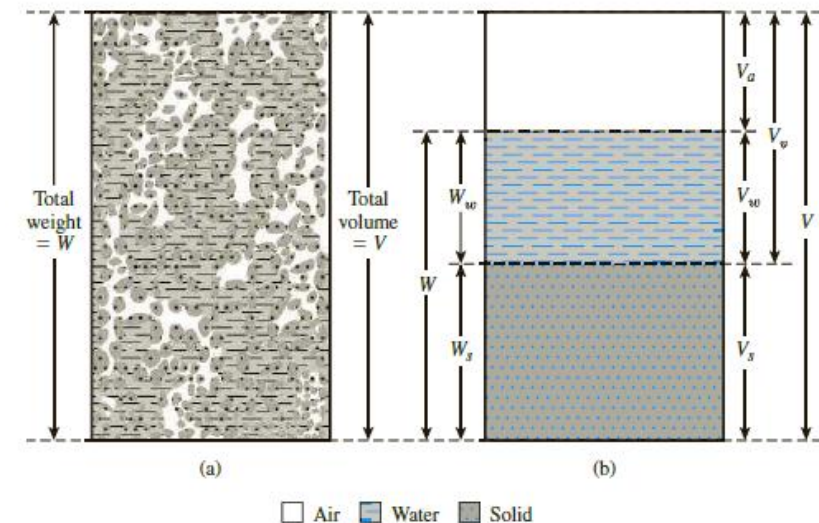 Total
weight
= W
Total
volume
= V
W
W_w
W_s
V_a
V_w
V_s
V_v
V
(a)
(b)
Air
Water
Solid